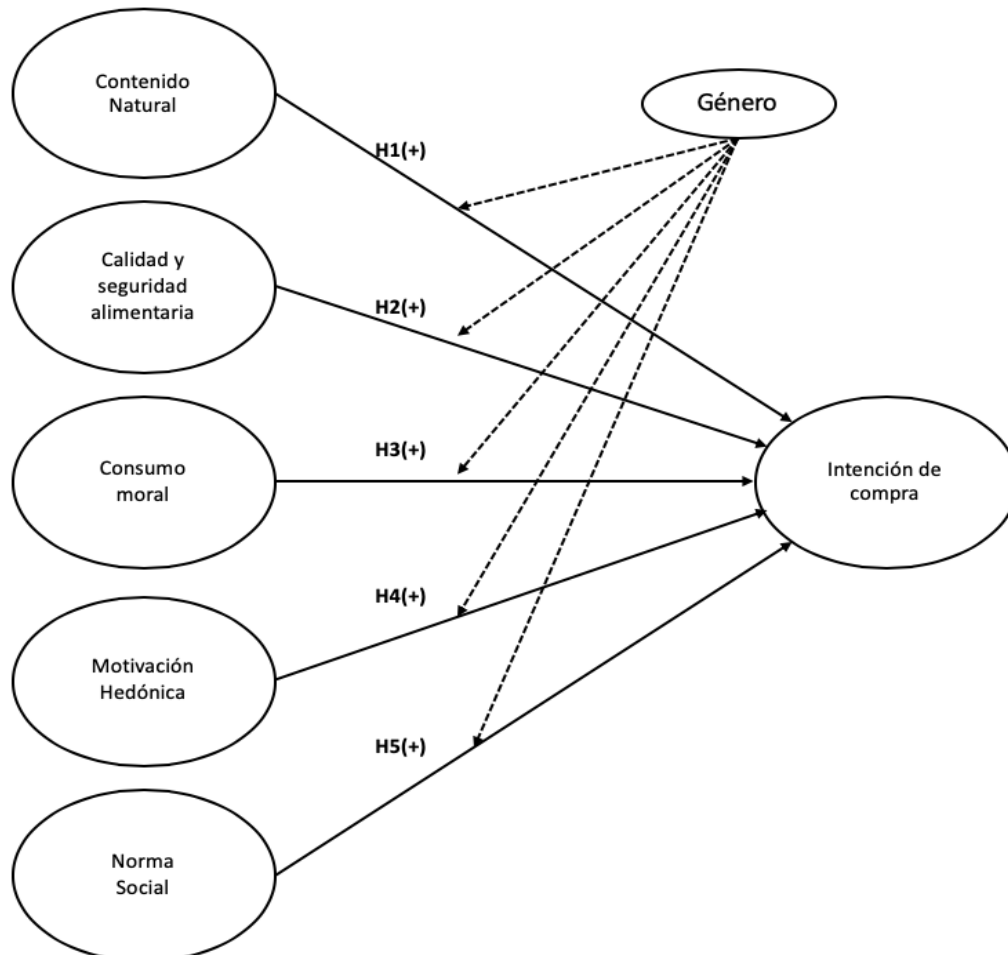 Contenido
Natural
Género
H1(+)
Calidad y
seguridad
alimentaria
H2(+)
Consumo
moral
H3(+)
Intención de
compra
Motivación
Hedónica
H4(+)
H5(+)
Norma
Social